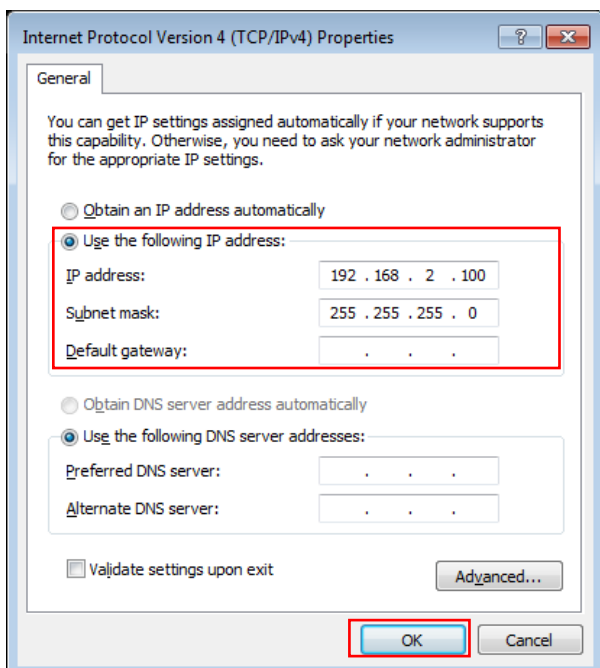 Internet Protocol Version 4 (TCP/IPv4) Properties
General
You can get IP settings assigned automatically if your network supports
this capability. Otherwise, you need to ask your network administrator
for the appropriate IP settings.
Obtain an IP address automatically
Use the following IP address:
IP address: 192 . 168 . 2 . 100
Subnet mask: 255 . 255 . 255 . 0
Default gateway: . . .
Obtain DNS server address automatically
Use the following DNS server addresses:
Preferred DNS server: . . .
Alternate DNS server: . . .
Validate settings upon exit
Advanced...
OK Cancel